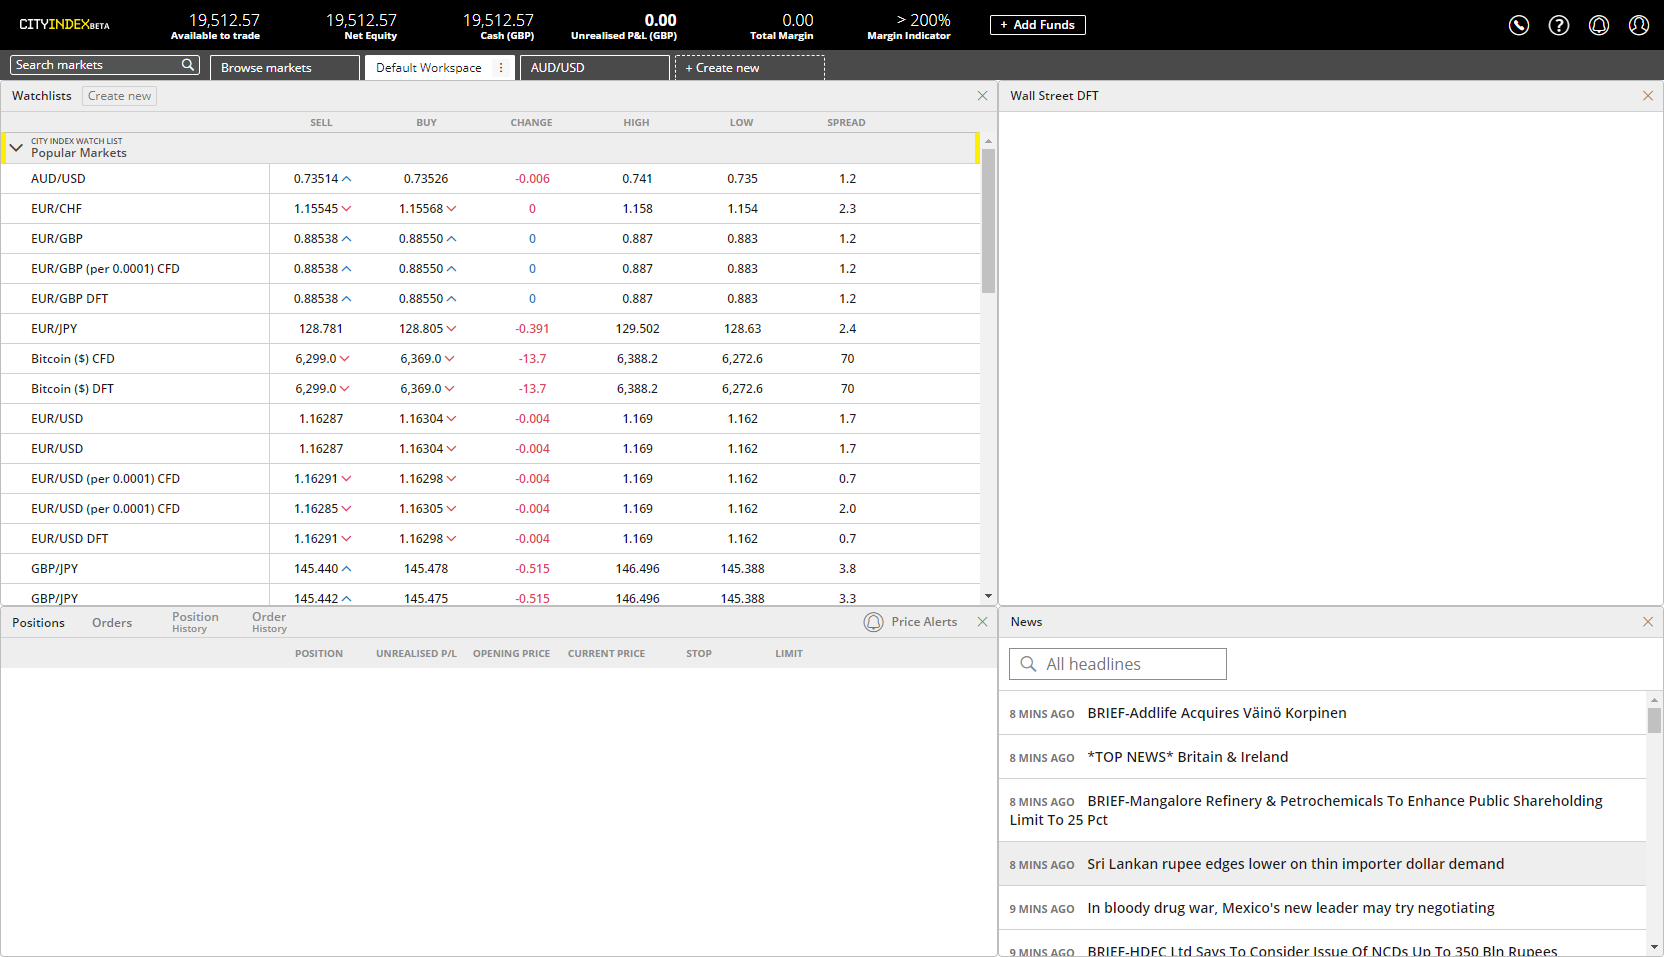 CITYINDEXBETA
19,512.57 19,512.57 19,512.57 0.00 0.00 > 200%
Available to trade Net Equity Cash (GBP) Unrealised P&L (GBP) Total Margin Margin Indicator
+ Add Funds
Search markets Browse markets Default Workspace AUD/USD + Create new
Watchlists Create new
SELL BUY CHANGE HIGH LOW SPREAD
CITY INDEX WATCH LIST
Popular Markets
AUD/USD 0.73514 0.73526 -0.006 0.741 0.735 1.2
EUR/CHF 1.15545 1.15568 0 1.158 1.154 2.3
EUR/GBP 0.88538 0.88550 0 0.887 0.883 1.2
EUR/GBP (per 0.0001) CFD 0.88538 0.88550 0 0.887 0.883 1.2
EUR/GBP DFT 0.88538 0.88550 0 0.887 0.883 1.2
EUR/JPY 128.781 128.805 -0.391 129.502 128.63 2.4
Bitcoin ($) CFD 6,299.0 6,369.0 -13.7 6,388.2 6,272.6 70
Bitcoin ($) DFT 6,299.0 6,369.0 -13.7 6,388.2 6,272.6 70
EUR/USD 1.16287 1.16304 -0.004 1.169 1.162 1.7
EUR/USD 1.16287 1.16304 -0.004 1.169 1.162 1.7
EUR/USD (per 0.0001) CFD 1.16291 1.16298 -0.004 1.169 1.162 0.7
EUR/USD (per 0.0001) CFD 1.16285 1.16305 -0.004 1.169 1.162 2.0
EUR/USD DFT 1.16291 1.16298 -0.004 1.169 1.162 0.7
GBP/JPY 145.440 145.478 -0.515 146.496 145.388 3.8
GBP/JPY 145.442 145.475 -0.515 146.496 145.388 3.3
Wall Street DFT
Positions Orders Position History Order History Price Alerts
POSITION UNREALISED P/L OPENING PRICE CURRENT PRICE STOP LIMIT
News
All headlines
8 MINS AGO BRIEF-Addlife Acquires Väinö Korpinen
8 MINS AGO *TOP NEWS* Britain & Ireland
8 MINS AGO BRIEF-Mangalore Refinery & Petrochemicals To Enhance Public Shareholding
Limit To 25 Pct
8 MINS AGO Sri Lankan rupee edges lower on thin importer dollar demand
9 MINS AGO In bloody drug war, Mexico's new leader may try negotiating
9 MINS AGO BRIEF-HDFC Ltd Says To Consider Issue Of NCDs Up To 350 Bln Rupees